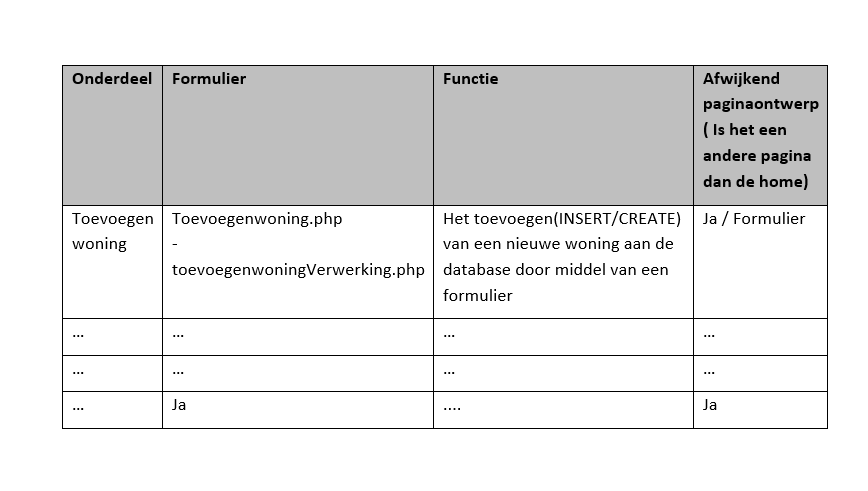 Onderdeel
Formulier
Functie
Afwijkend
paginaontwerp
( Is het een
andere pagina
dan de home)
Toevoegen
woning
Toevoegenwoning.php
-
toevoegenwoningVerwerking.php
Het toevoegen(INSERT/CREATE)
van een nieuwe woning aan de
database door middel van een
formulier
Ja / Formulier
...
...
...
...
...
...
...
...
...
Ja
....
Ja